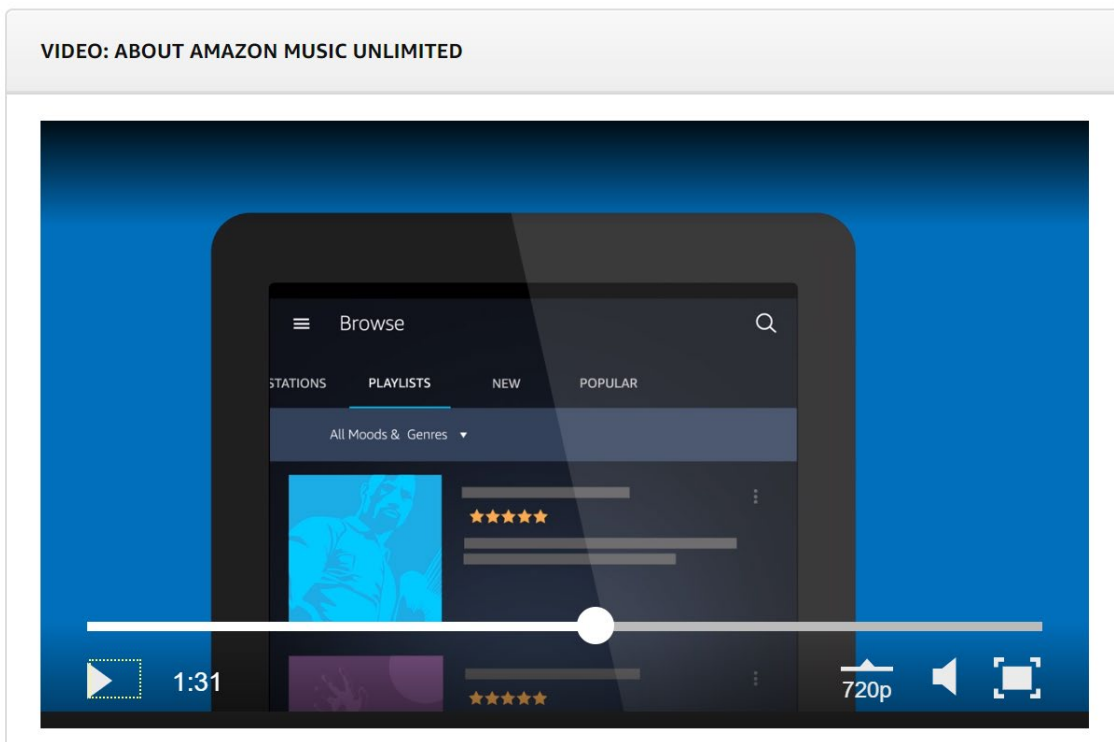 VIDEO: ABOUT AMAZON MUSIC UNLIMITED
Browse
STATIONS PLAYLISTS NEW POPULAR
All Moods & Genres
1:31 720p